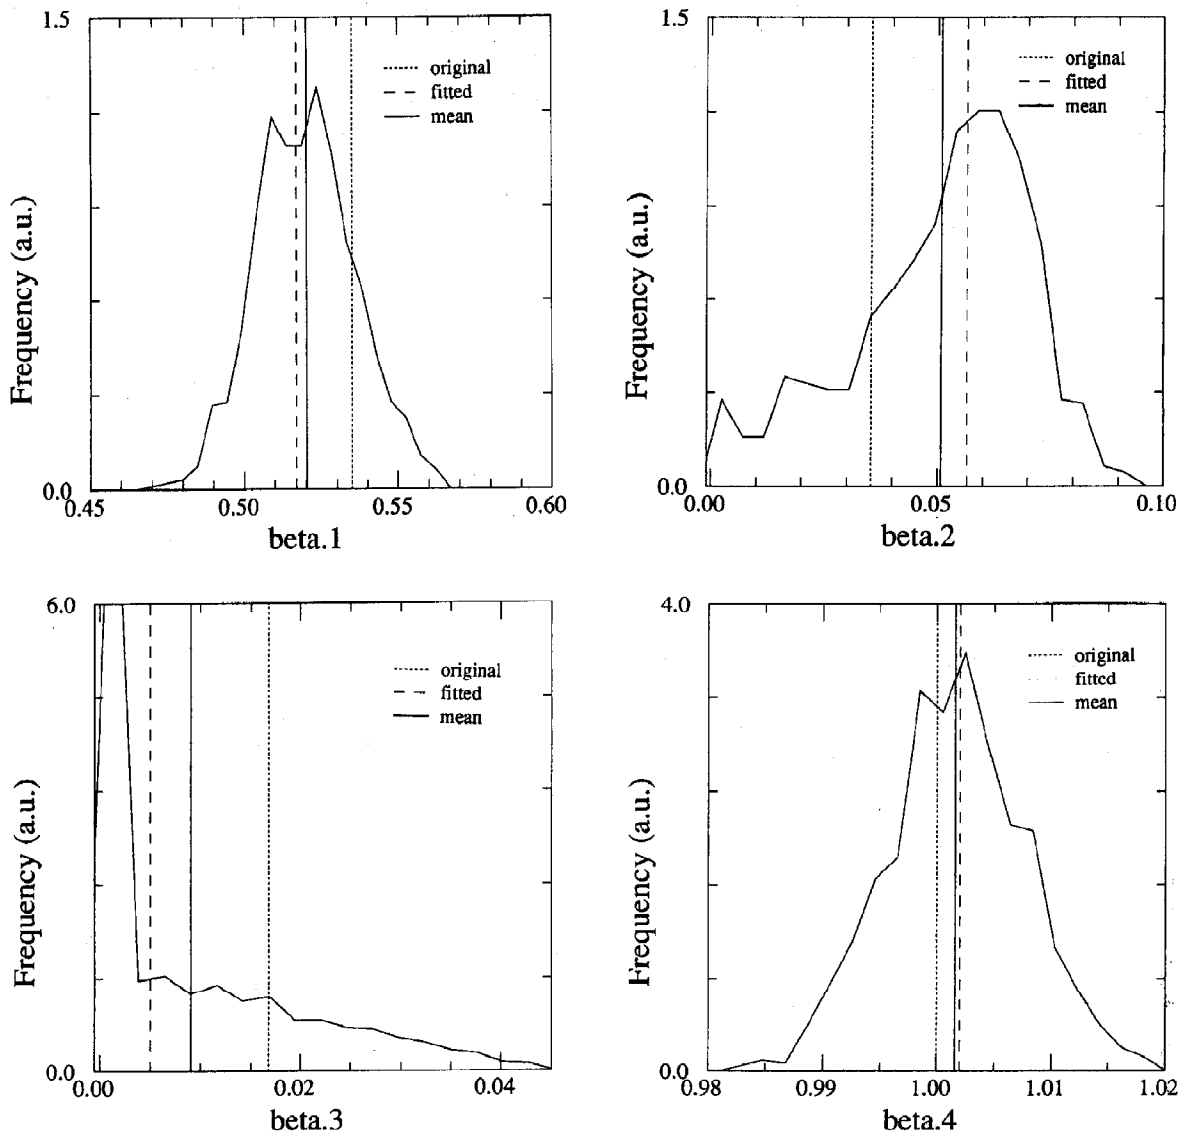 1.5
original
fitted
mean
Frequency (a.u.)
0.0
0.45 0.50 0.55 0.60
beta.1
1.5
original
fitted
mean
Frequency (a.u.)
0.0
0.00 0.05 0.10
beta.2
6.0
original
fitted
mean
Frequency (a.u.)
0.0
0.00 0.02 0.04
beta.3
4.0
original
fitted
mean
Frequency (a.u.)
0.0
0.98 0.99 1.00 1.01 1.02
beta.4